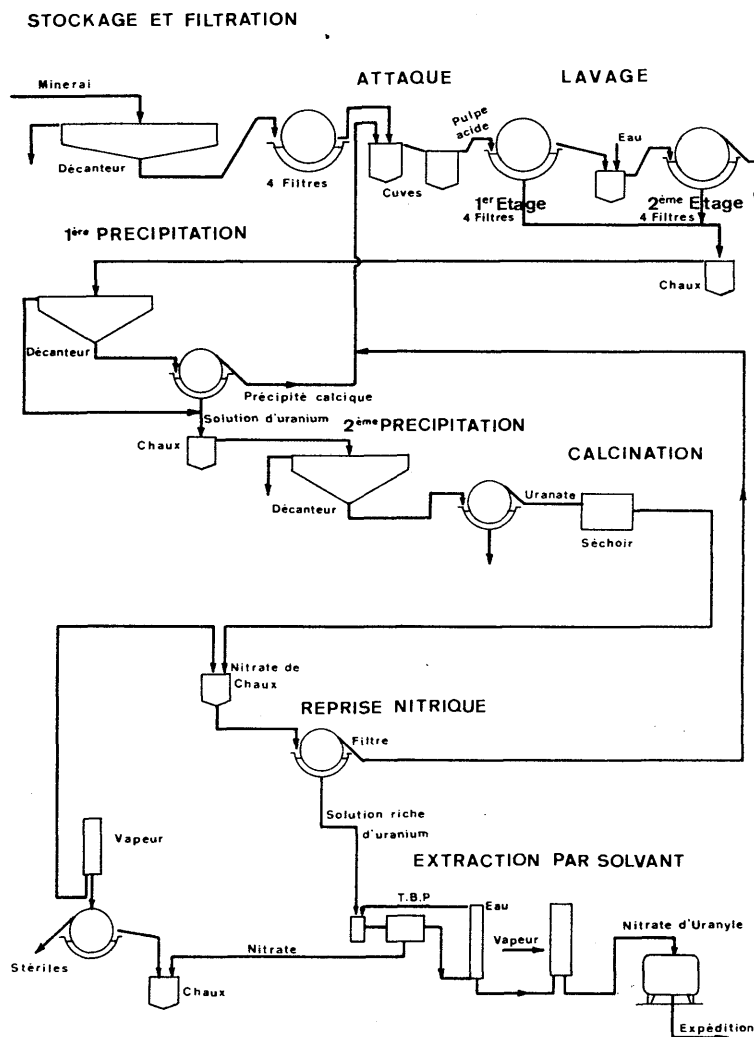 STOCKAGE ET FILTRATION
Minerai
Décanteur
4 Filtres
ATTAQUE
Cuves
Pulpe
acide
LAVAGE
1er Etage
4 Filtres
Eau
2ème Etage
4 Filtres
Chaux
1ère PRECIPITATION
Décanteur
Précipité calcique
Solution d'uranium
Chaux
2ème PRECIPITATION
Décanteur
CALCINATION
Uranate
Séchoir
Nitrate de
Chaux
REPRISE NITRIQUE
Filtre
Solution riche
d'uranium
Vapeur
Stériles
Chaux
Nitrate
EXTRACTION PAR SOLVANT
T.B.P
Eau
Vapeur
Nitrate d'Uranyle
Expédition